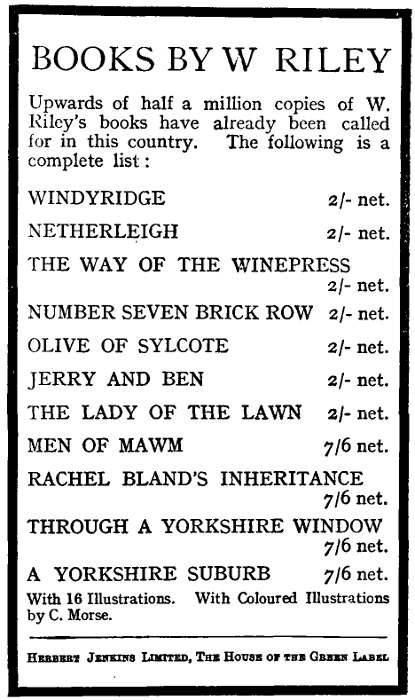 BOOKS BY W RILEY
Upwards of half a million copies of W.
Riley's books have already been called
for in this country. The following is a
complete list:
WINDYRIDGE 2/- net.
NETHERLEIGH 2/- net.
THE WAY OF THE WINEPRESS
2/- net.
NUMBER SEVEN BRICK ROW 2/- net.
OLIVE OF SYLCOTE 2/- net.
JERRY AND BEN 2/- net.
THE LADY OF THE LAWN 2/- net.
MEN OF MAWM 7/6 net.
RACHEL BLAND'S INHERITANCE
7/6 net.
THROUGH A YORKSHIRE WINDOW
7/6 net.
A YORKSHIRE SUBURB 7/6 net.
With 16 Illustrations. With Coloured Illustrations
by C. Morse.
HERBERT JENKINS LIMITED, THE HOUSE OF THE GREEN LABEL